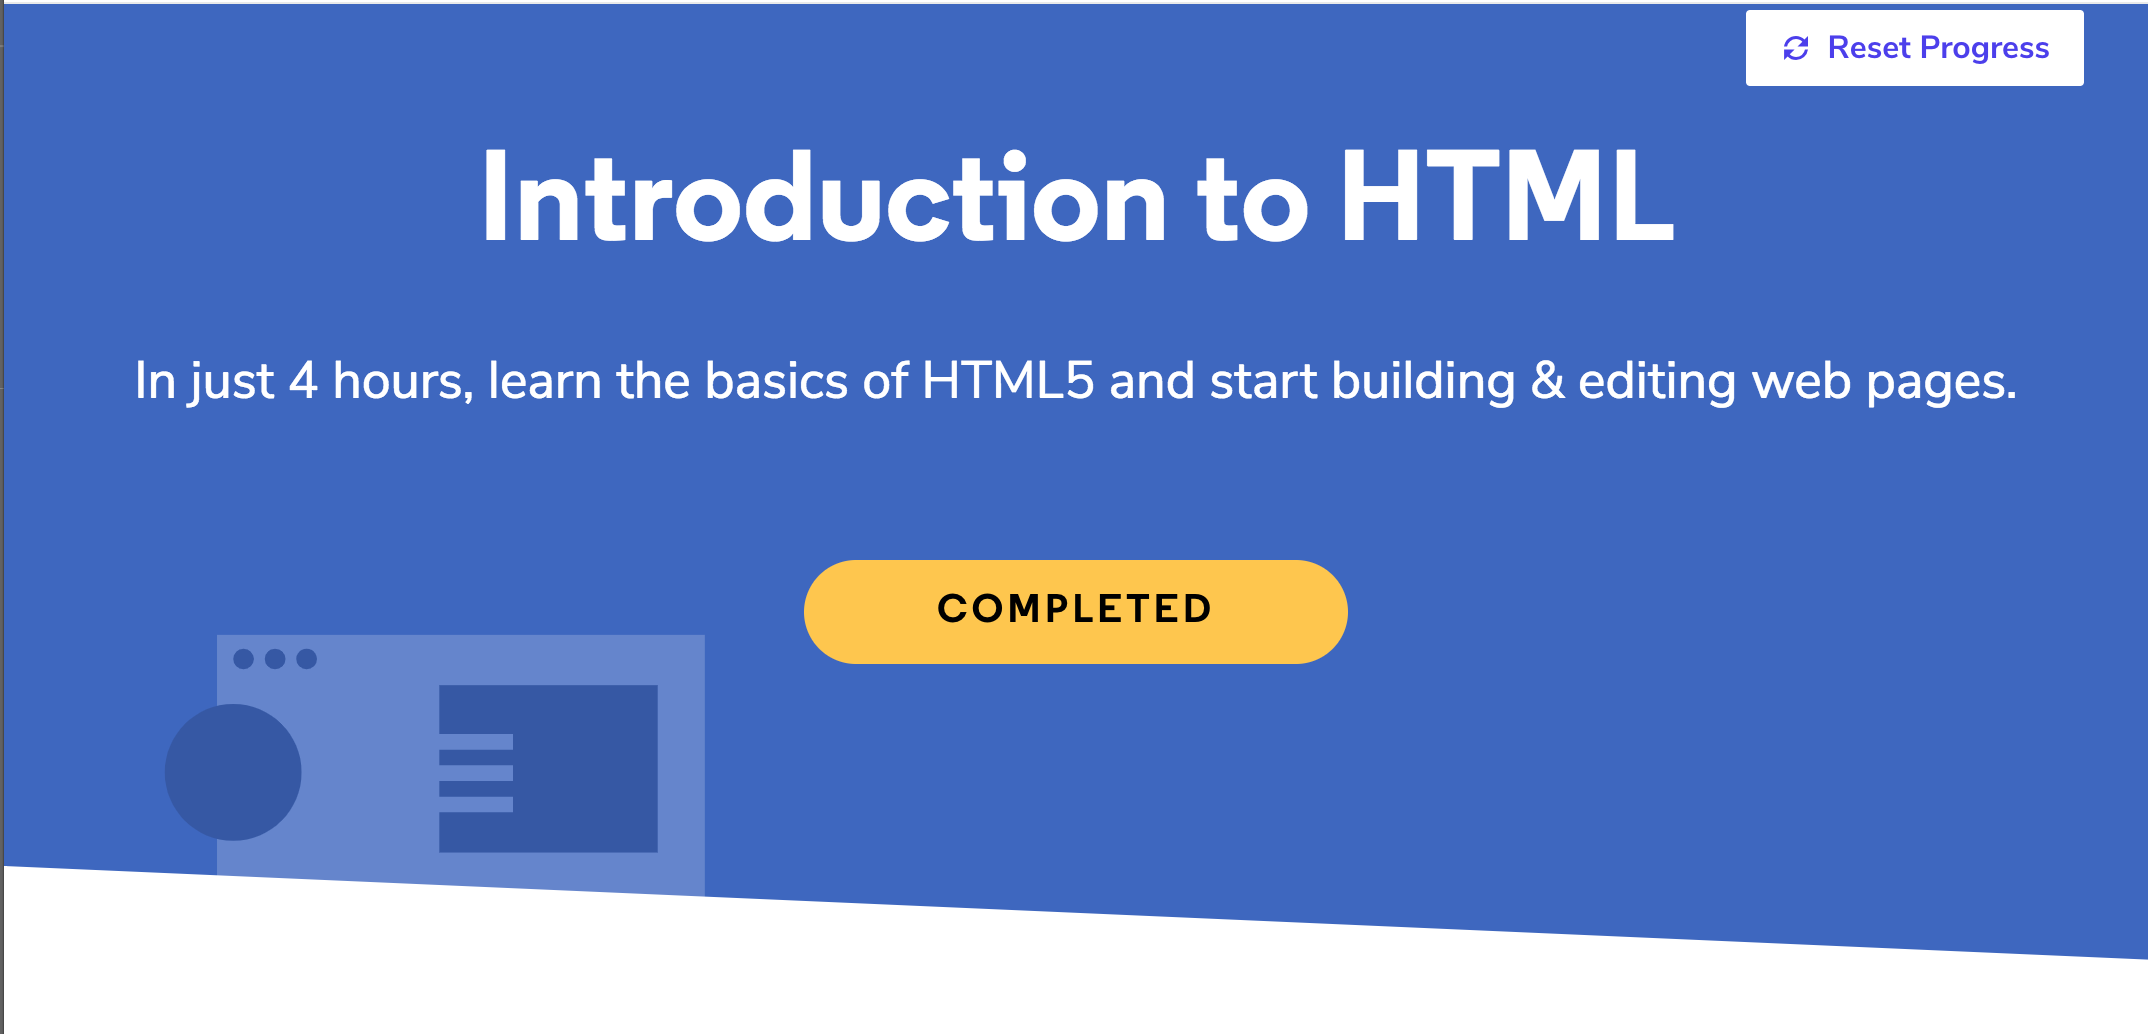 Reset Progress
Introduction to HTML
In just 4 hours, learn the basics of HTML5 and start building & editing web pages.
COMPLETED